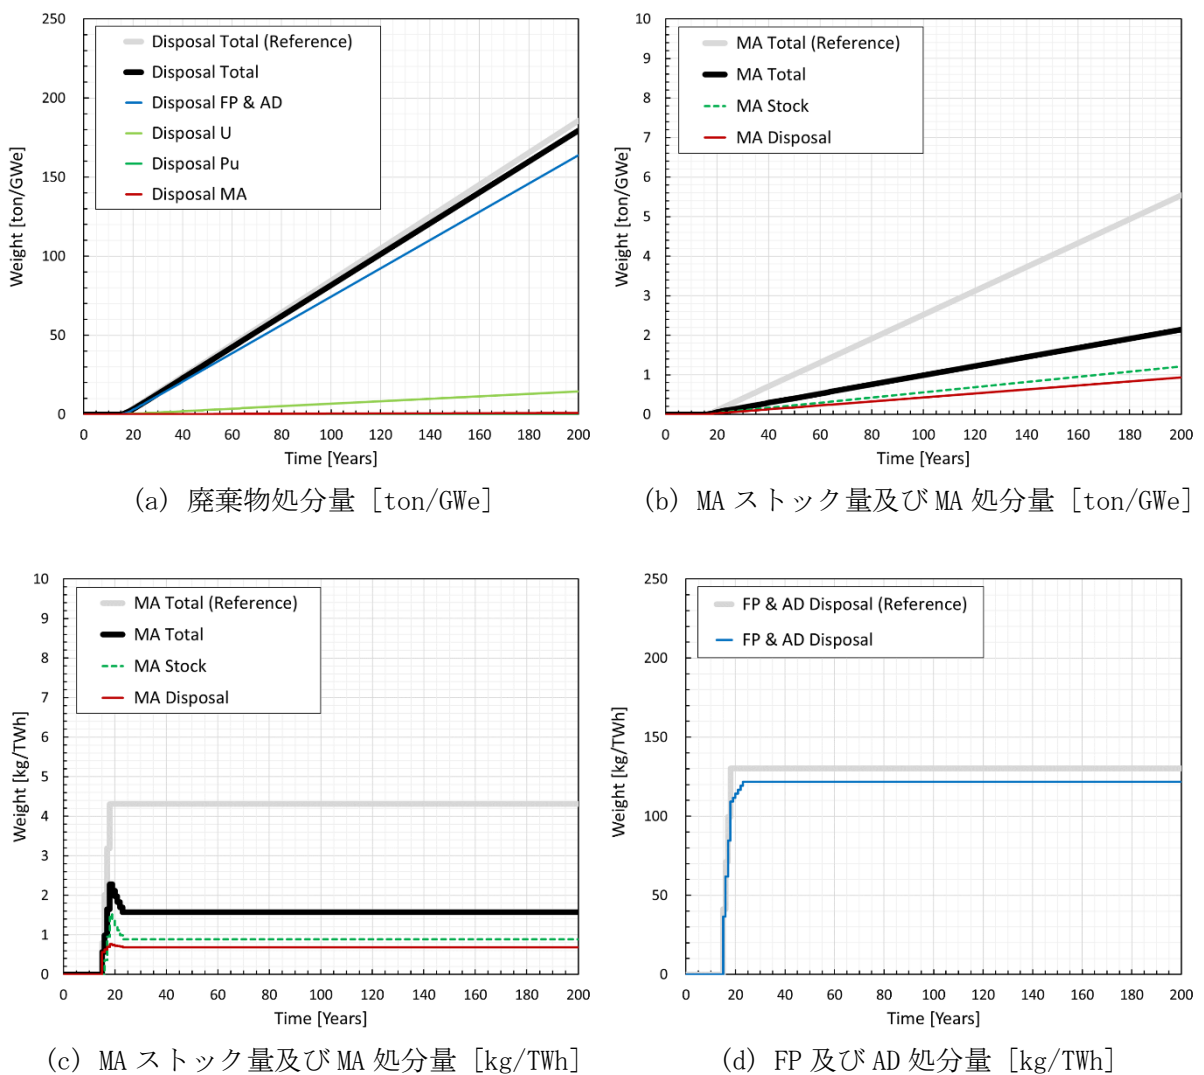 250
200
150
100
50
0
Weight [ton/GWe]
Disposal Total (Reference)
Disposal Total
Disposal FP & AD
Disposal U
Disposal Pu
Disposal MA
0 20 40 60 80 100 120 140 160 180 200
Time [Years]
(a) 廃棄物処分量 [ton/GWe]
10
9
8
7
6
5
4
3
2
1
0
Weight [ton/GWe]
MA Total (Reference)
MA Total
MA Stock
MA Disposal
0 20 40 60 80 100 120 140 160 180 200
Time [Years]
(b) MA ストック量及び MA 処分量 [ton/GWe]
10
9
8
7
6
5
4
3
2
1
0
Weight [kg/TWh]
MA Total (Reference)
MA Total
MA Stock
MA Disposal
0 20 40 60 80 100 120 140 160 180 200
Time [Years]
(c) MA ストック量及び MA 処分量 [kg/TWh]
250
200
150
100
50
0
Weight [kg/TWh]
FP & AD Disposal (Reference)
FP & AD Disposal
0 20 40 60 80 100 120 140 160 180 200
Time [Years]
(d) FP 及び AD 処分量 [kg/TWh]